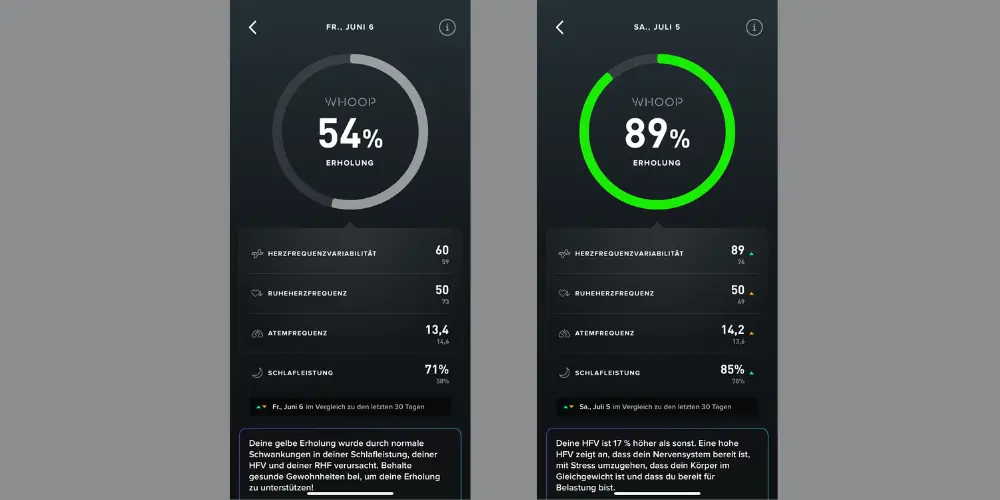 FR., JUNI 6
i
WHOOP
54%
ERHOLUNG
HERZFREQUENZVARIABILITÄT
60
59
RUHEHERZFREQUENZ
50
73
ATEMFREQUENZ
13,4
14,6
SCHLAFLEISTUNG
71%
58%
Fr., Juni 6 im Vergleich zu den letzten 30 Tagen
Deine gelbe Erholung wurde durch normale
Schwankungen in deiner Schlafleistung, deiner
HFV und deiner RHF verursacht. Behalte
gesunde Gewohnheiten bei, um deine Erholung
zu unterstützen!
SA., JULI 5
i
WHOOP
89%
ERHOLUNG
HERZFREQUENZVARIABILITÄT
89
76
RUHEHERZFREQUENZ
50
49
ATEMFREQUENZ
14,2
13,6
SCHLAFLEISTUNG
85%
78%
Sa., Juli 5 im Vergleich zu den letzten 30 Tagen
Deine HFV ist 17 % höher als sonst. Eine hohe
HFV zeigt an, dass dein Nervensystem bereit ist,
mit Stress umzugehen, dass dein Körper im
Gleichgewicht ist und dass du bereit für
Belastung bist.